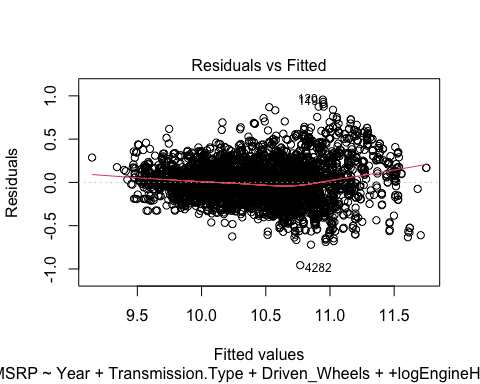 Residuals vs Fitted
Residuals
1.0
0.5
0.0
-0.5
-1.0
4282
9.5 10.0 10.5 11.0 11.5
Fitted values
MSRP ~ Year + Transmission.Type + Driven_Wheels + +logEngineH